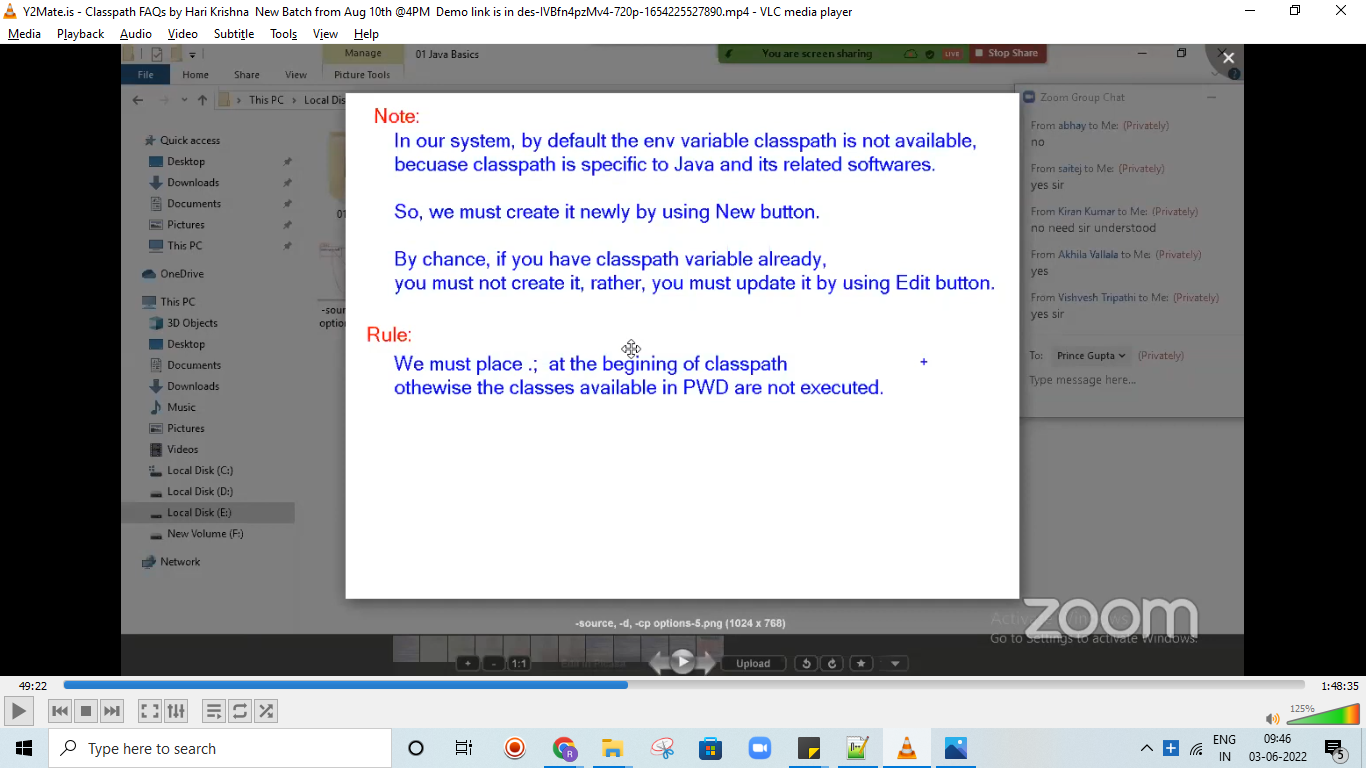 Y2Mate.is - Classpath FAQs by Hari Krishna New Batch from Aug 10th @4PM Demo link is in des-IVBfn4pzMv4-720p-1654225527890.mp4 - VLC media player
Media Playback Audio Video Subtitle Tools View Help
Manage
01 Java Basics
You are screen sharing
LIVE
Stop Share
File Home Share View Picture Tools
This PC › Local Dis
Quick access
Desktop
Downloads
Documents
Pictures
This PC
OneDrive
This PC
3D Objects
Desktop
Documents
Downloads
Music
Pictures
Videos
Local Disk (C:)
Local Disk (D:)
Local Disk (E:)
New Volume (F:)
Network
01
-sour
option
Note:
In our system, by default the env variable classpath is not available,
becuase classpath is specific to Java and its related softwares.
So, we must create it newly by using New button.
By chance, if you have classpath variable already,
you must not create it, rather, you must update it by using Edit button.
Rule:
We must place .; at the begining of classpath +
othewise the classes available in PWD are not executed.
Zoom Group Chat
From abhay to Me: (Privately)
no
From saitej to Me: (Privately)
yes sir
From Kiran Kumar to Me: (Privately)
no need sir understood
From Akhila Vallala to Me: (Privately)
yes
From Vishvesh Tripathi to Me: (Privately)
yes sir
To: Prince Gupta (Privately)
Type message here...
-source, -d, -cp options-5.png (1024 x 768)
zoom
Activate Windows
Go to Settings to activate Windows.
+ - 1:1 Edit in Picasa Upload
49:22 1:48:35
125%
Type here to search
ENG
IN
09:46
03-06-2022
5